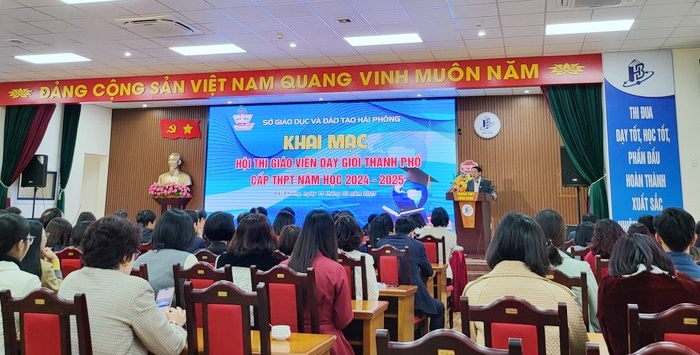 ĐẢNG CỘNG SẢN VIỆT NAM QUANG VINH MUÔN NĂM
SỞ GIÁO DỤC VÀ ĐÀO TẠO HẢI PHÒNG
KHAI MẠC
HỘI THI GIÁO VIÊN DẠY GIỎI THÀNH PHỐ
CẤP THPT NĂM HỌC 2024 - 2025
THI ĐUA
DẠY TỐT, HỌC TỐT,
PHẤN ĐẤU
HOÀN THÀNH
XUẤT SẮC